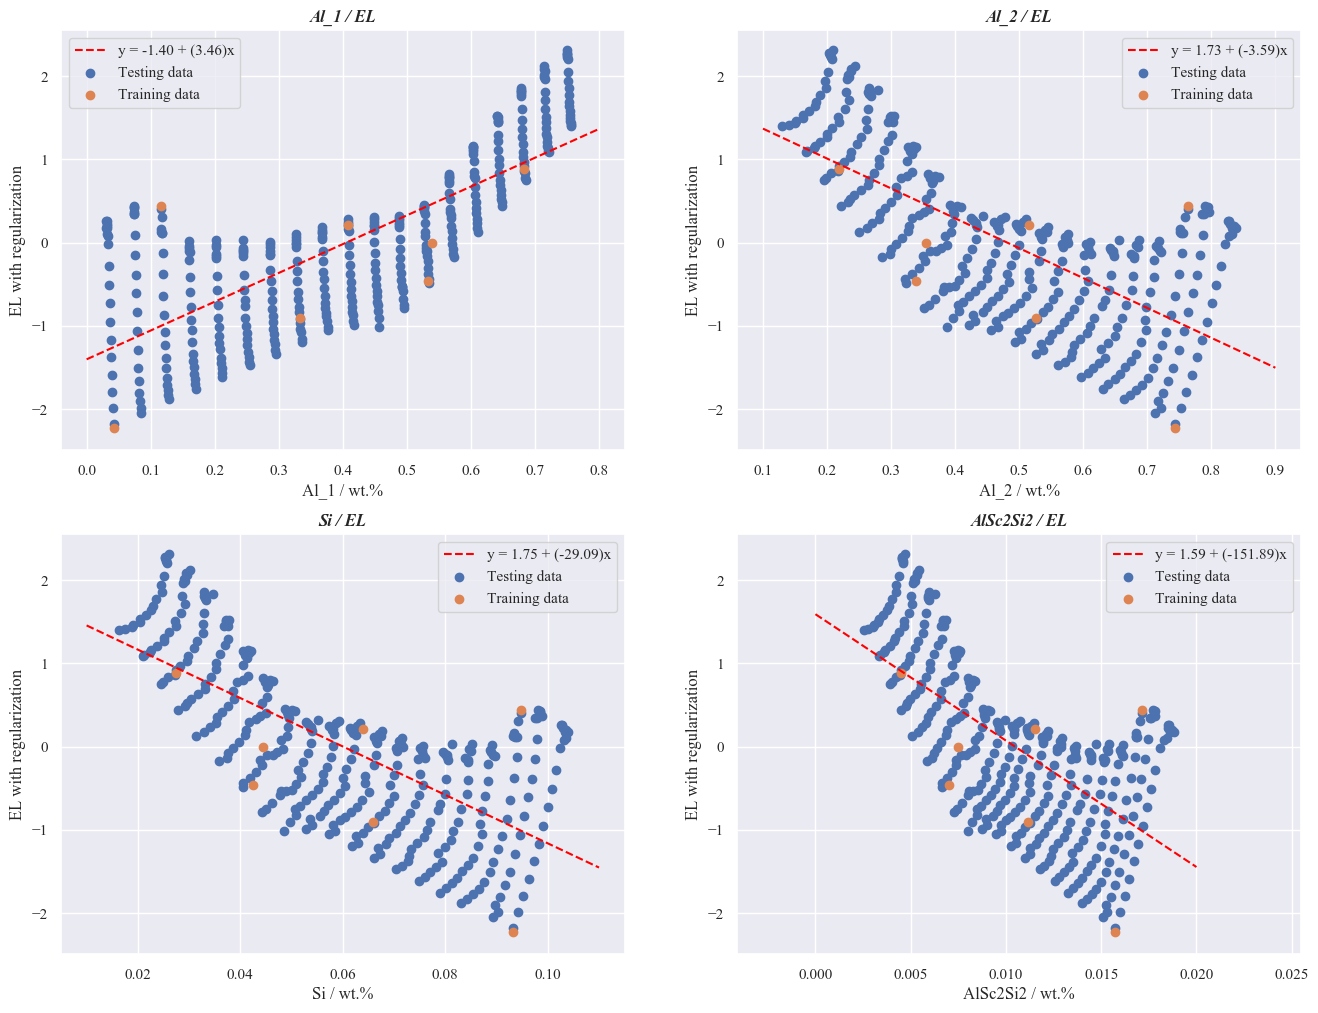 Al_1 / EL
y = -1.40 + (3.46)x
Testing data
Training data
2
1
0
−1
−2
EL with regularization
0.0 0.1 0.2 0.3 0.4 0.5 0.6 0.7 0.8
Al_1 / wt.%
Al_2 / EL
y = 1.73 + (-3.59)x
Testing data
Training data
2
1
0
−1
−2
EL with regularization
0.1 0.2 0.3 0.4 0.5 0.6 0.7 0.8 0.9
Al_2 / wt.%
Si / EL
y = 1.75 + (-29.09)x
Testing data
Training data
2
1
0
−1
−2
EL with regularization
0.02 0.04 0.06 0.08 0.10
Si / wt.%
AlSc2Si2 / EL
y = 1.59 + (-151.89)x
Testing data
Training data
2
1
0
−1
−2
EL with regularization
0.000 0.005 0.010 0.015 0.020 0.025
AlSc2Si2 / wt.%